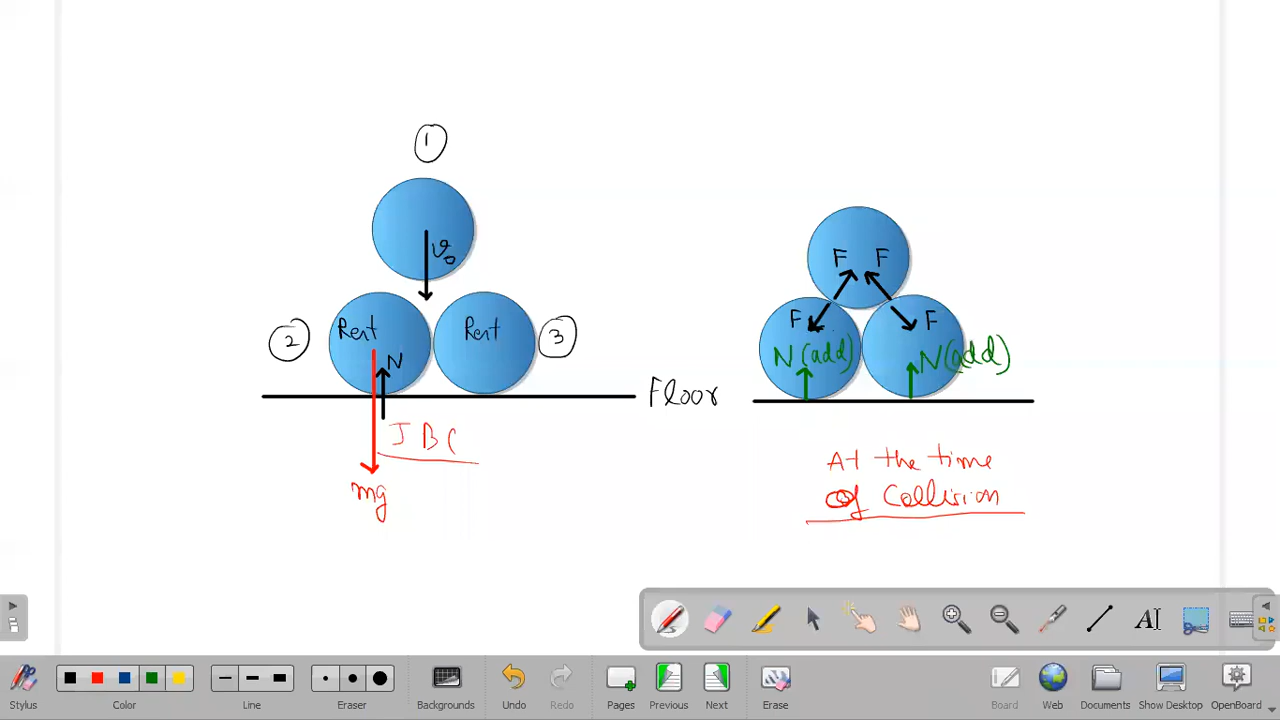 1
v₀
2
Rest
Rest
3
N
Floor
JBC
mg
F F
F
F
N(add)
N(add)
At the time
Of Collision
Stylus
Color
Line
Eraser
Backgrounds
Undo
Redo
Pages
Previous
Next
Erase
Board
Web
Documents
Show Desktop
OpenBoard